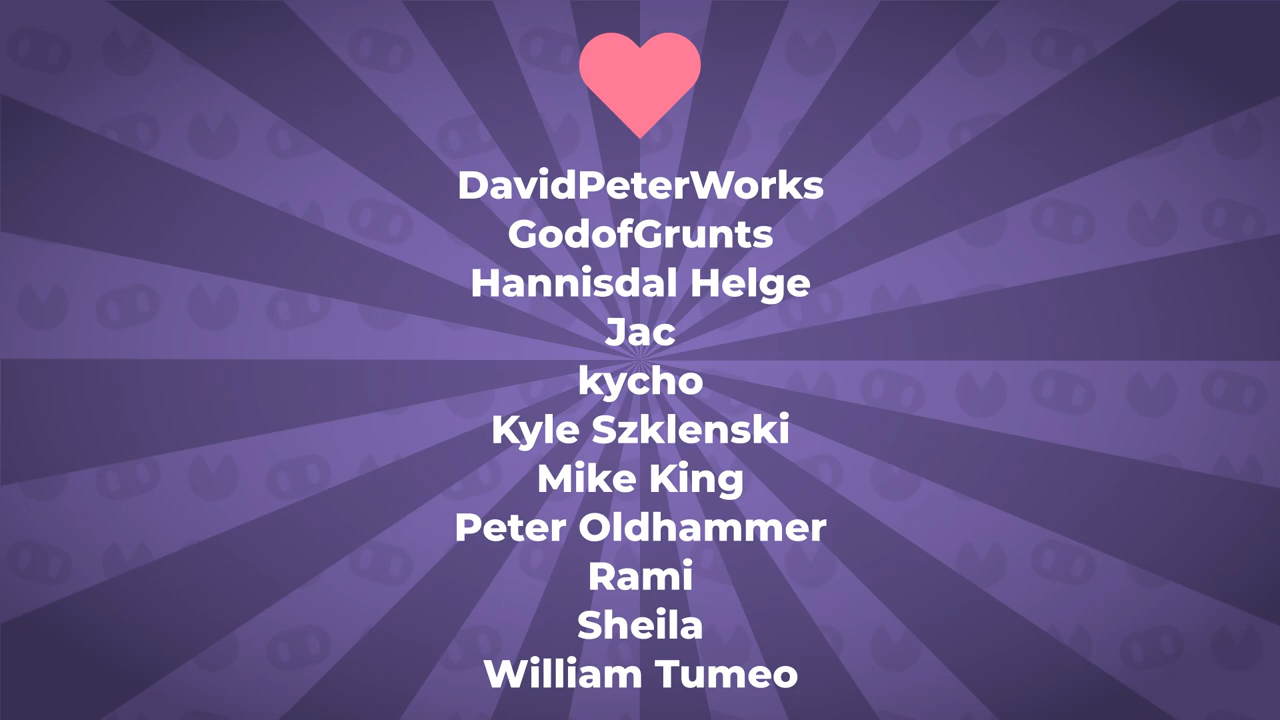 DavidPeterWorks
GodofGrunts
Hannisdal Helge
Jac
kycho
Kyle Szklenski
Mike King
Peter Oldhammer
Rami
Sheila
William Tumeo